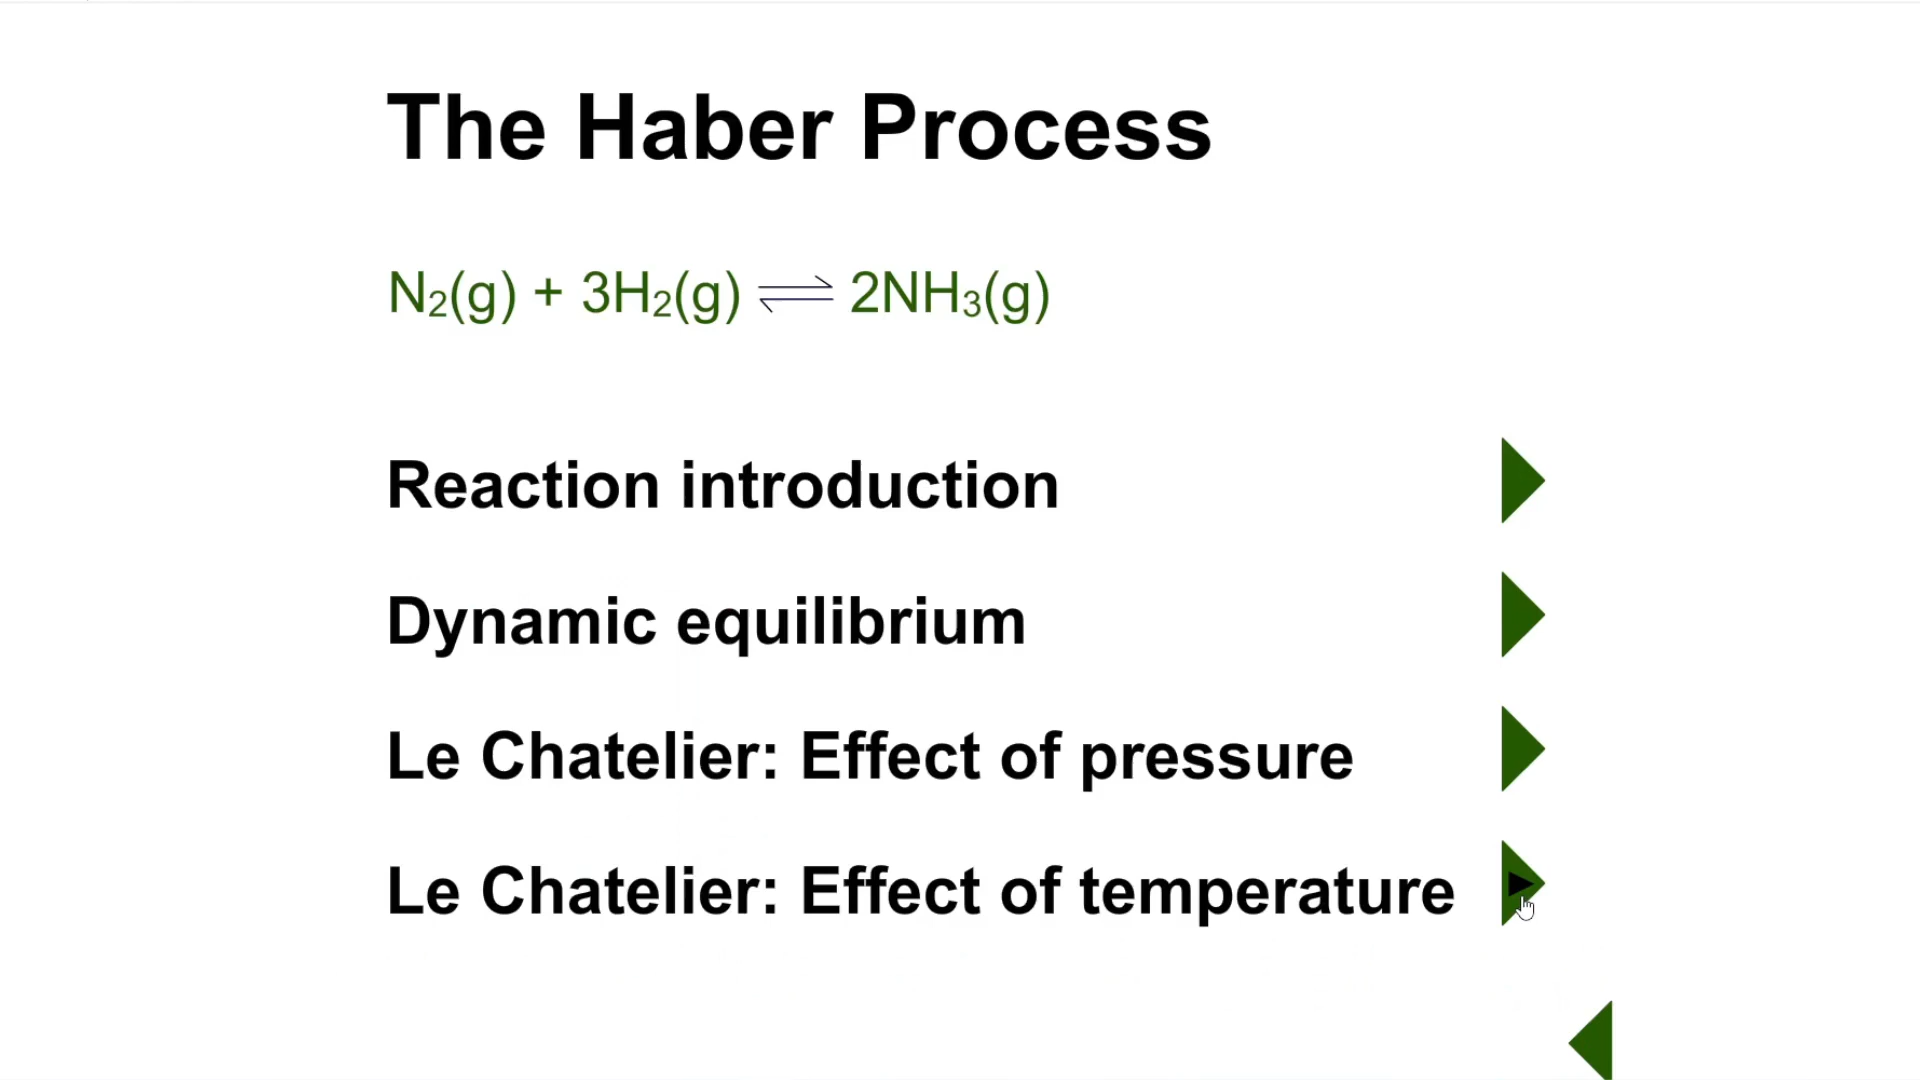 The Haber Process
N₂(g) + 3H₂(g) ⇌ 2NH₃(g)
Reaction introduction
Dynamic equilibrium
Le Chatelier: Effect of pressure
Le Chatelier: Effect of temperature